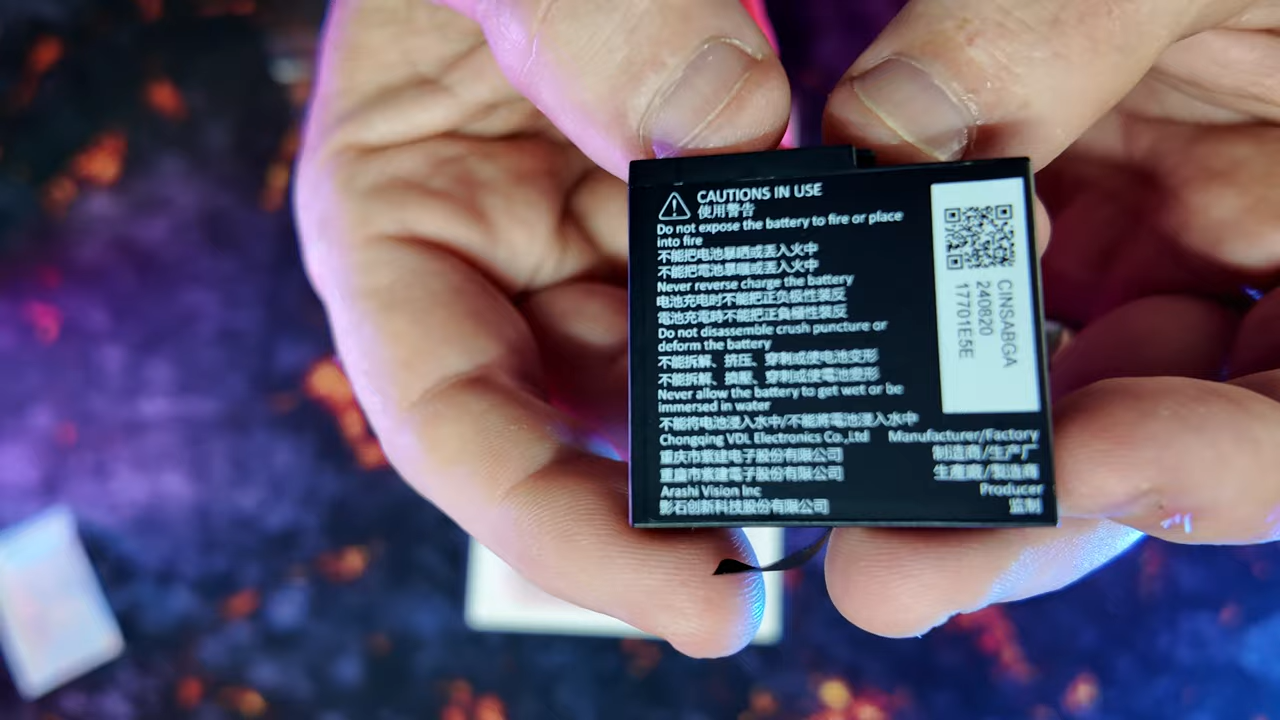 CAUTIONS IN USE
使用警告
Do not expose the battery to fire or place
into fire
不能把电池暴晒或丢入火中
不能把電池暴曬或丢入火中
Never reverse charge the battery
电池充电时不能把正负极性装反
電池充電時不能把正負極性裝反
Do not disassemble crush puncture or
deform the battery
不能拆解、挤压、穿刺或使电池变形
不能拆解、擠壓、穿刺或使電池變形
Never allow the battery to get wet or be
immersed in water
不能将电池浸入水中/不能將電池浸入水中
Chongqing VDL Electronics Co.,Ltd Manufacturer/Factory
重庆市紫建电子股份有限公司 制造商/生产厂
重慶市紫建電子股份有限公司 生產廠/製造商
Arashi Vision Inc Producer
影石创新科技股份有限公司 监制
CINSABGA
240820
17701E5E